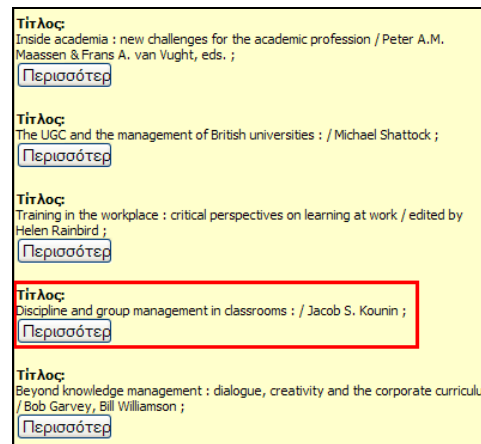 Τίτλος:
Inside academia : new challenges for the academic profession / Peter A.M.
Maassen & Frans A. van Vught, eds. ;
Περισσότερ
Τίτλος:
The UGC and the management of British universities : / Michael Shattock ;
Περισσότερ
Τίτλος:
Training in the workplace : critical perspectives on learning at work / edited by
Helen Rainbird ;
Περισσότερ
Τίτλος:
Discipline and group management in classrooms : / Jacob S. Kounin ;
Περισσότερ
Τίτλος:
Beyond knowledge management : dialogue, creativity and the corporate curriculu
/ Bob Garvey, Bill Williamson ;
Περισσότερ